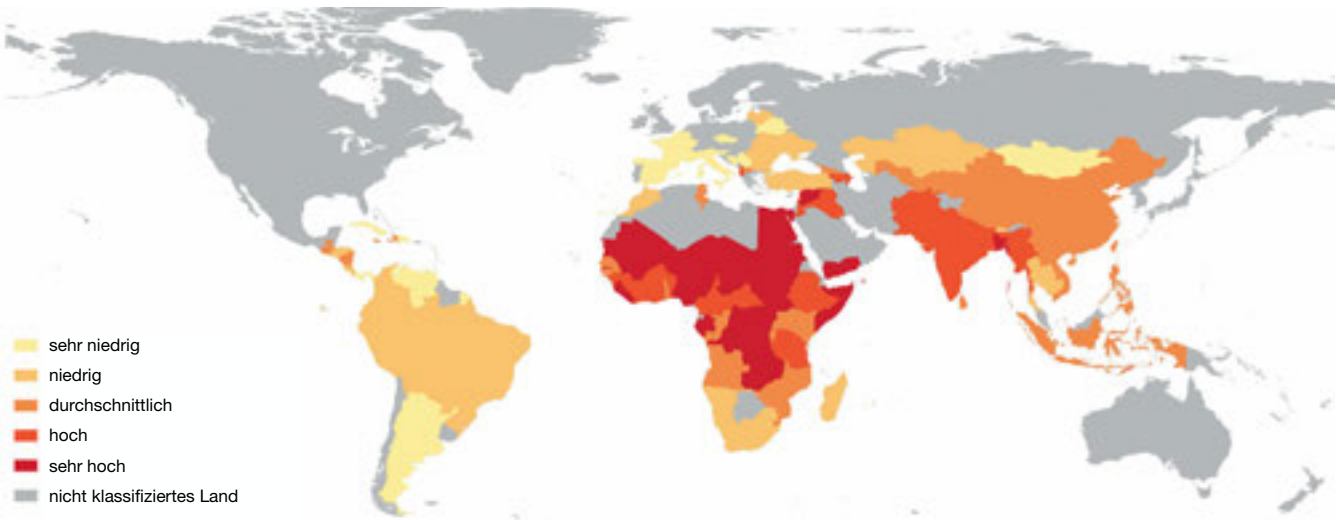 sehr niedrig
niedrig
durchschnittlich
hoch
sehr hoch
nicht klassifiziertes Land